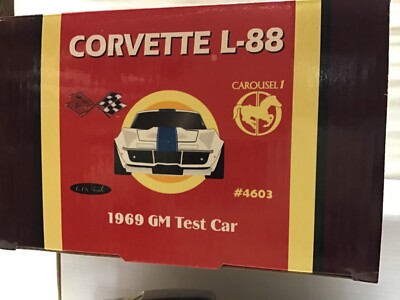 CORVETTE L-88
CAROUSEL 1
#4603
1969 GM Test Car